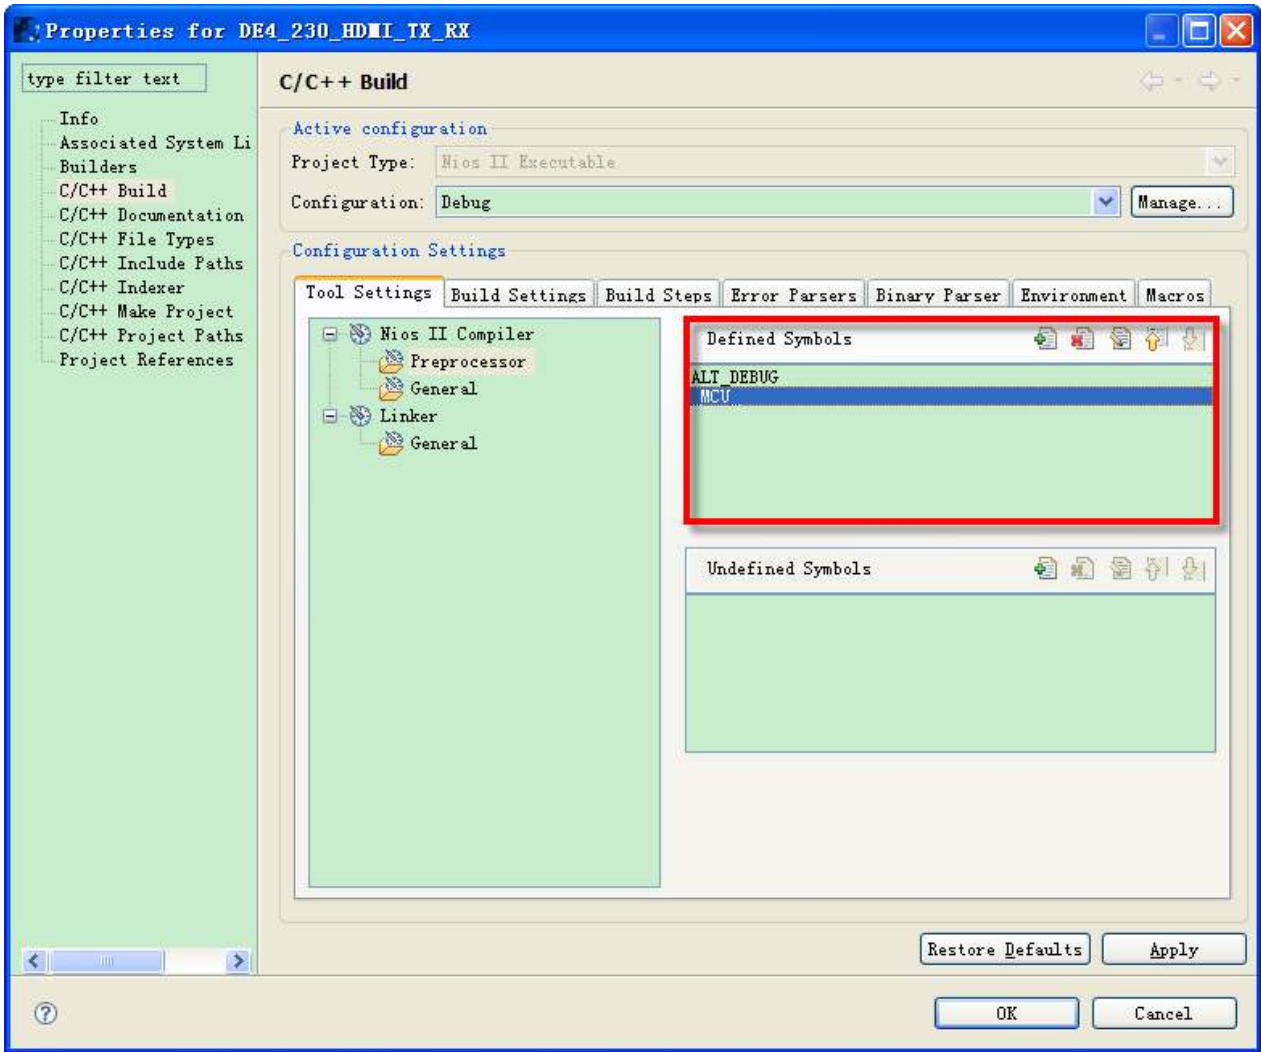 Properties for DE4_230_HDMI_TX_RX
type filter text
Info
Associated System Li
Builders
C/C++ Build
C/C++ Documentation
C/C++ File Types
C/C++ Include Paths
C/C++ Indexer
C/C++ Make Project
C/C++ Project Paths
Project References
C/C++ Build
Active configuration
Project Type: Nios II Executable
Configuration: Debug Manage...
Configuration Settings
Tool Settings Build Settings Build Steps Error Parsers Binary Parser Environment Macros
Nios II Compiler
Preprocessor
General
Linker
General
Defined Symbols
ALT_DEBUG
_MCU_
Undefined Symbols
Restore Defaults Apply
OK Cancel